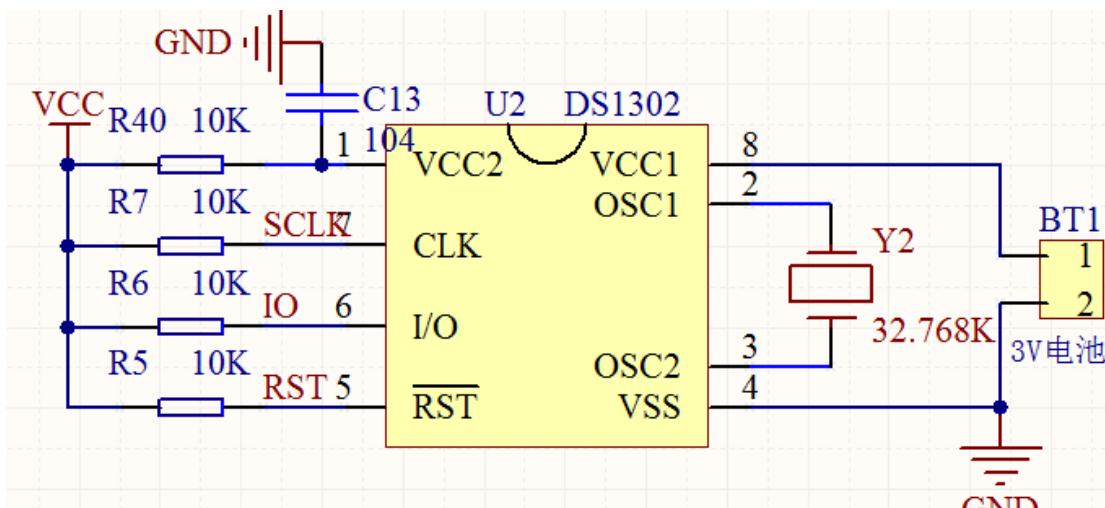 GND
C13
104
VCC
R40 10K
1
U2 DS1302
VCC2
VCC1
8
OSC1
2
R7 10K
SCLK
7
CLK
BT1
1
2
3V电池
Y2
32.768K
R6 10K
IO
6
I/O
R5 10K
RST
5
RST
OSC2
3
VSS
4
GND